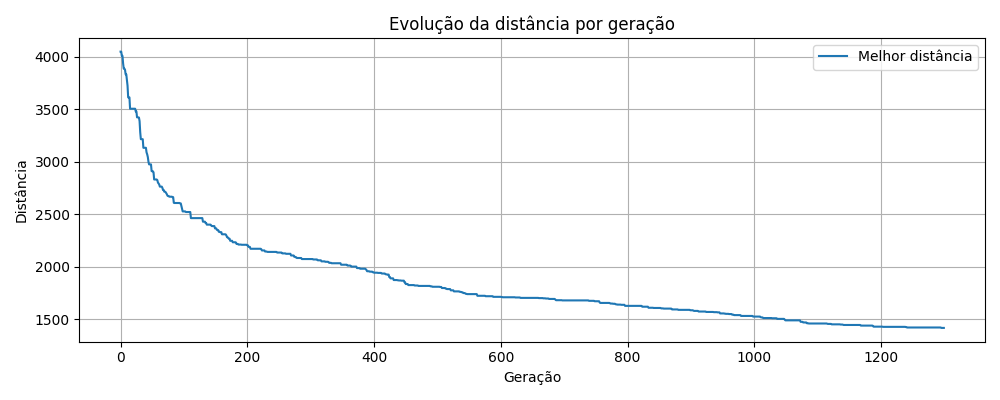 Evolução da distância por geração
Melhor distância
Distância
4000
3500
3000
2500
2000
1500
0 200 400 600 800 1000 1200
Geração